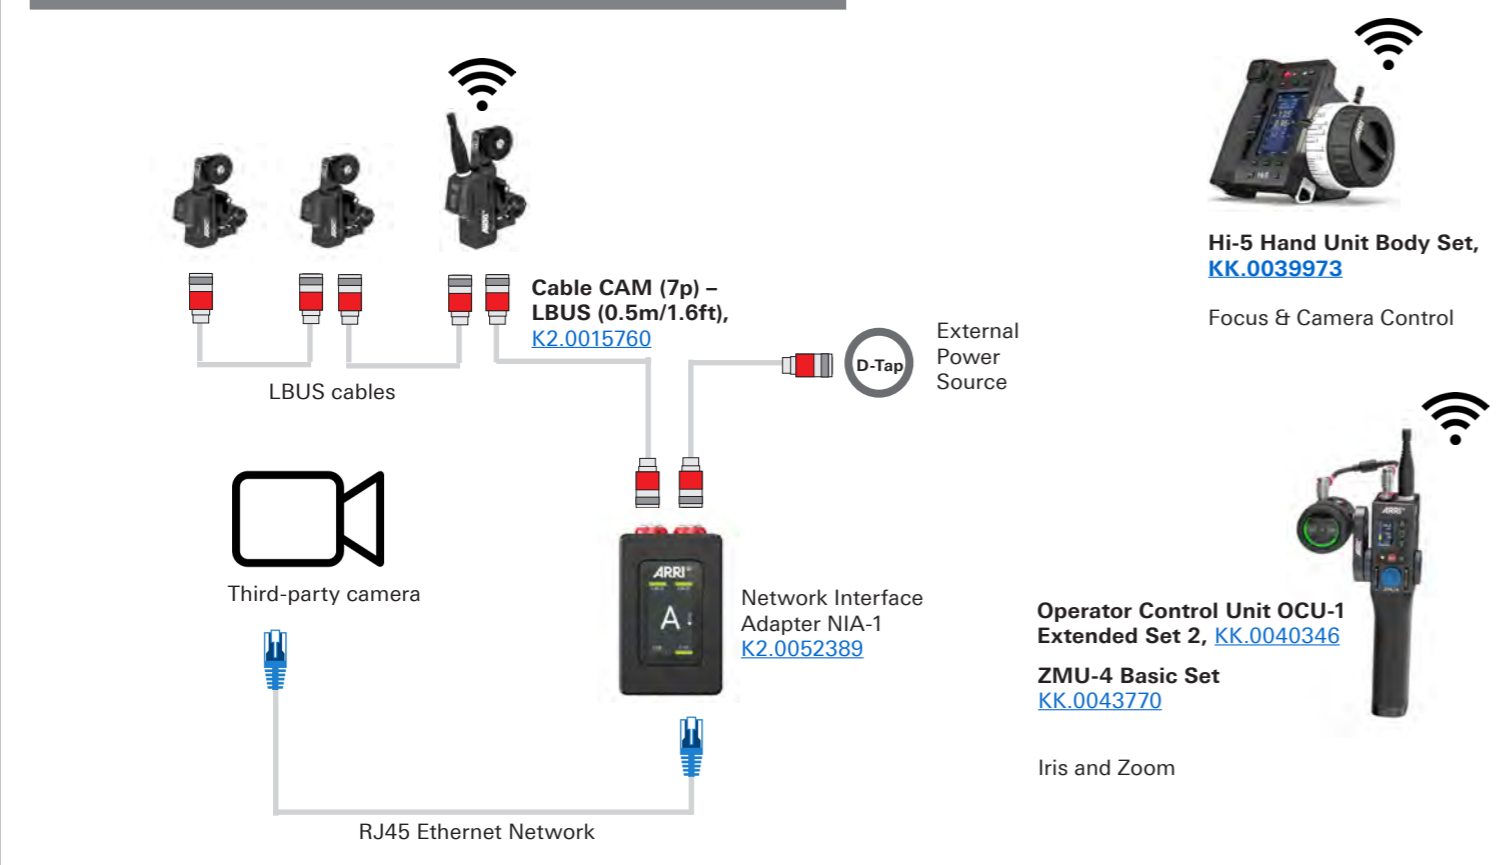 Cable CAM (7p) –
LBUS (0.5m/1.6ft),
K2.0015760
LBUS cables
D-Tap
External
Power
Source
Third-party camera
ARRI
A
Network Interface
Adapter NIA-1
K2.0052389
RJ45 Ethernet Network
Hi-5 Hand Unit Body Set,
KK.0039973
Focus & Camera Control
ARRI
Operator Control Unit OCU-1
Extended Set 2, KK.0040346
ZMU-4 Basic Set
KK.0043770
Iris and Zoom